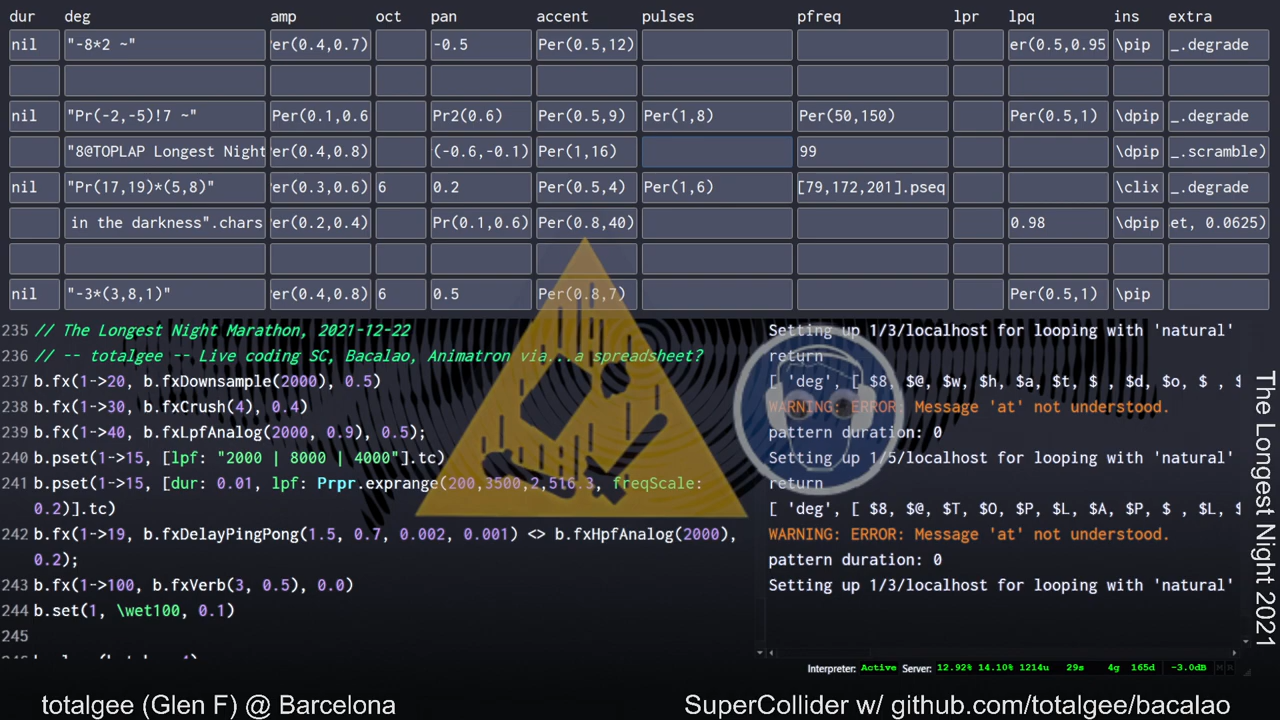 dur deg amp oct pan accent pulses pfreq lpr lpq ins extra
nil "-8*2 ~" er(0.4,0.7) -0.5 Per(0.5,12) er(0.5,0.95 \pip _.degrade
nil "Pr(-2,-5)!7 ~" Per(0.1,0.6 Pr2(0.6) Per(0.5,9) Per(1,8) Per(50,150) Per(0.5,1) \dpip _.degrade
"8@TOPLAP Longest Night er(0.4,0.8) (-0.6,-0.1) Per(1,16) 99 \dpip _.scramble)
nil "Pr(17,19)*(5,8)" er(0.3,0.6) 6 0.2 Per(0.5,4) Per(1,6) [79,172,201].pseq \clix _.degrade
in the darkness".chars er(0.2,0.4) Pr(0.1,0.6) Per(0.8,40) 0.98 \dpip et, 0.0625)
nil "-3*(3,8,1)" er(0.4,0.8) 6 0.5 Per(0.8,7) Per(0.5,1) \pip
235 // The Longest Night Marathon, 2021-12-22
236 // -- totalgee -- Live coding SC, Bacalao, Animatron via...a spreadsheet?
237 b.fx(1->20, b.fxDownsample(2000), 0.5)
238 b.fx(1->30, b.fxCrush(4), 0.4)
239 b.fx(1->40, b.fxLpfAnalog(2000, 0.9), 0.5);
240 b.pset(1->15, [lpf: "2000 | 8000 | 4000"].tc)
241 b.pset(1->15, [dur: 0.01, lpf: Prpr.exprange(200,3500,2,516.3, freqScale:
0.2)].tc)
242 b.fx(1->19, b.fxDelayPingPong(1.5, 0.7, 0.002, 0.001) <> b.fxHpfAnalog(2000),
0.2);
243 b.fx(1->100, b.fxVerb(3, 0.5), 0.0)
244 b.set(1, \wet100, 0.1)
245
Setting up 1/3/localhost for looping with 'natural'
return
[ 'deg', [ $8, $@, $w, $h, $a, $t, $ , $d, $o, $ , $
WARNING: ERROR: Message 'at' not understood.
pattern duration: 0
Setting up 1/5/localhost for looping with 'natural'
return
[ 'deg', [ $8, $@, $T, $O, $P, $L, $A, $P, $ , $L, $
WARNING: ERROR: Message 'at' not understood.
pattern duration: 0
Setting up 1/3/localhost for looping with 'natural'
Interpreter: Active Server: 12.92% 14.10% 1214u 29s 4g 165d -3.0dB M R
The Longest Night 2021
totalgee (Glen F) @ Barcelona
SuperCollider w/ github.com/totalgee/bacalao